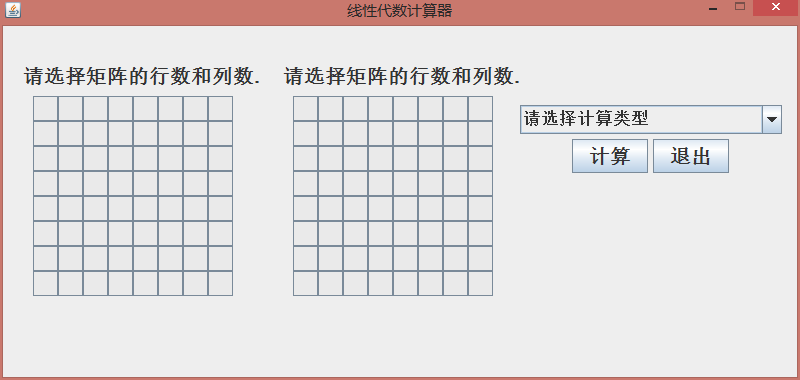 线性代数计算器
请选择矩阵的行数和列数.
请选择矩阵的行数和列数.
请选择计算类型
计算
退出